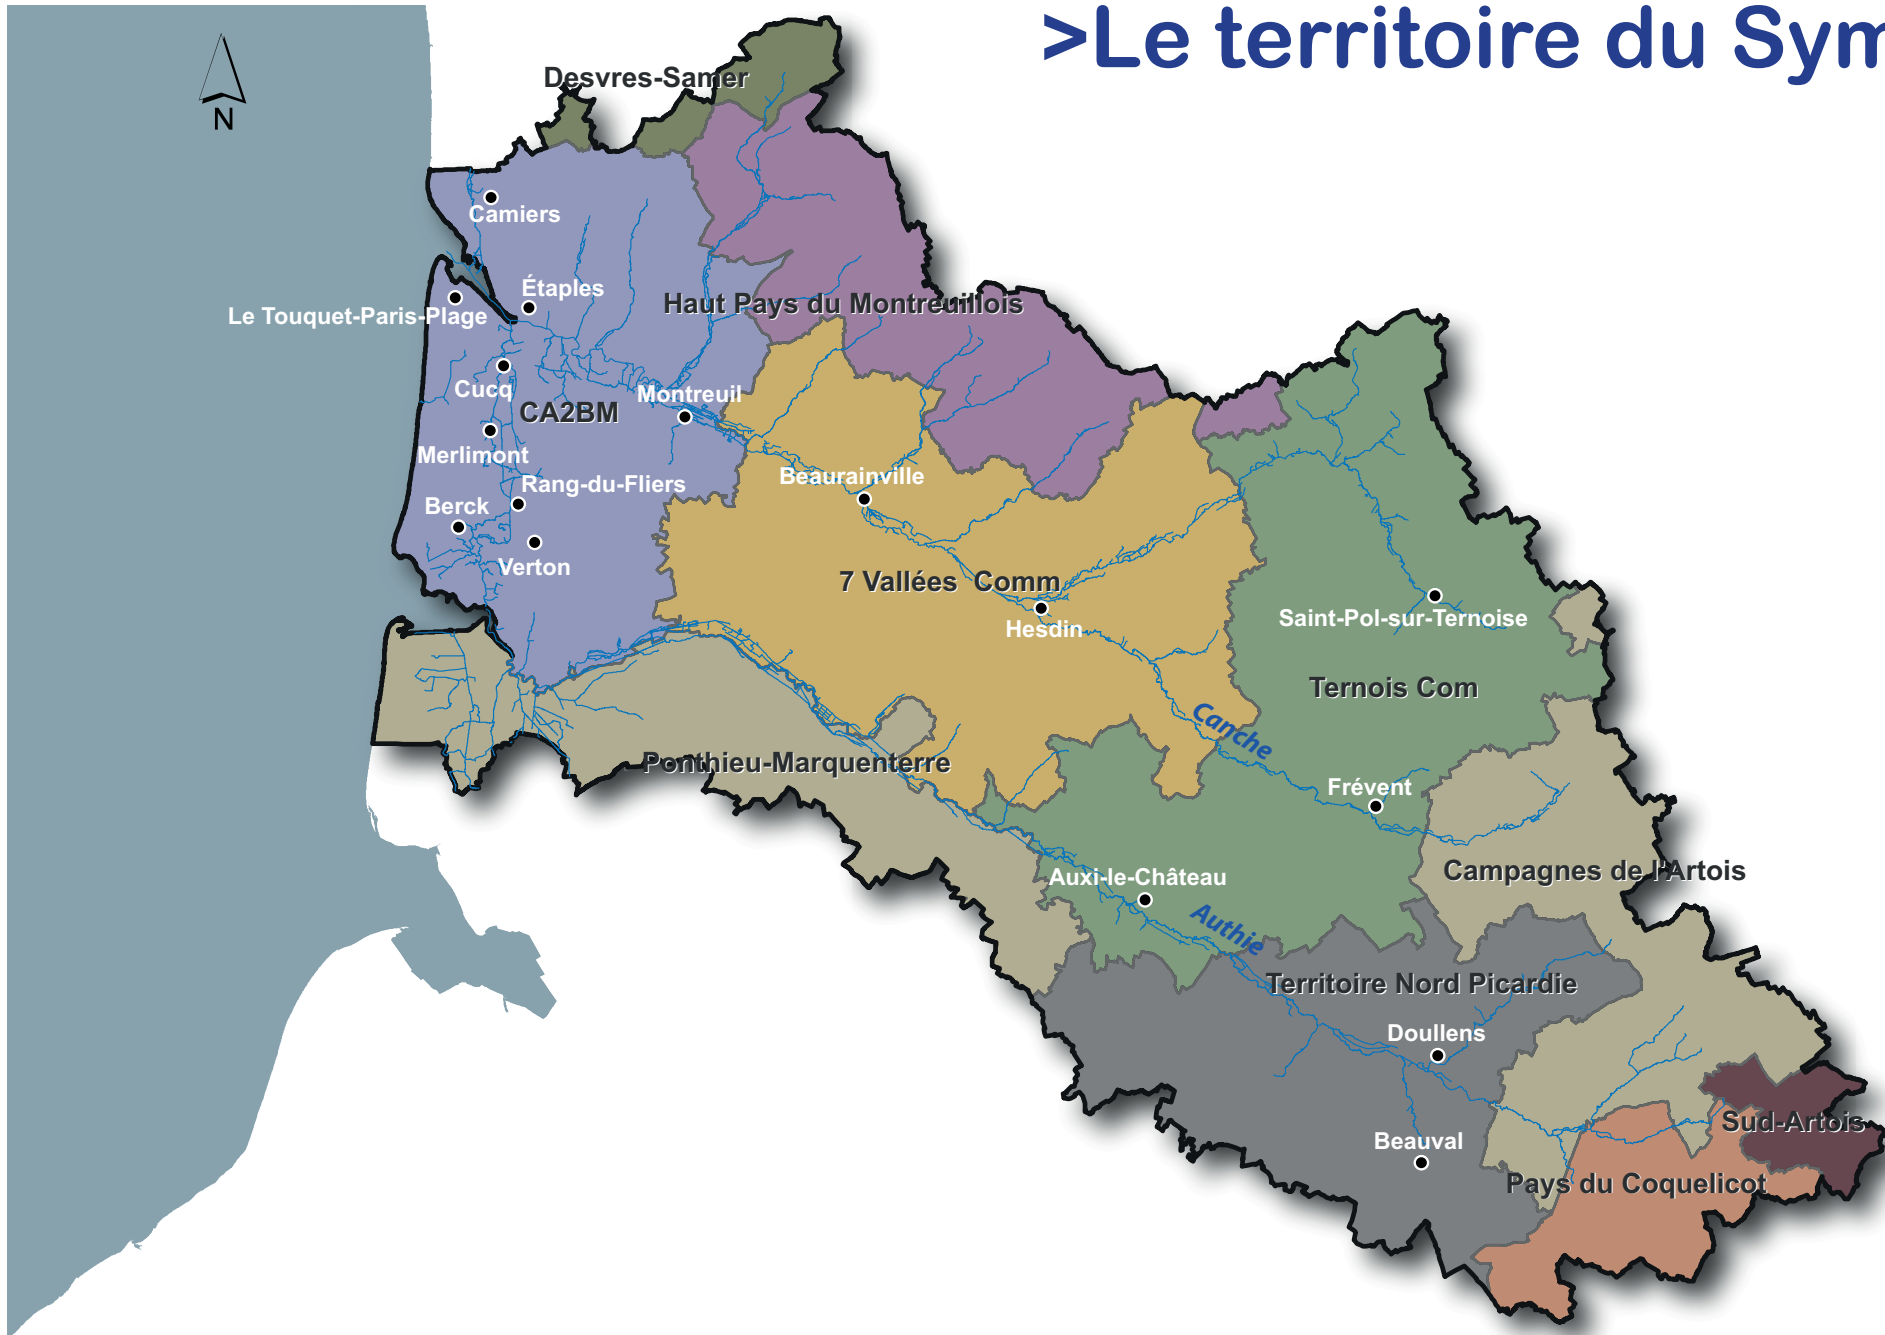 >Le territoire du Sym
N
Desvres-Samer
Camiers
Étaples
Haut Pays du Montreuillois
Le Touquet-Paris-Plage
Cucq
Montreuil
CA2BM
Merlimont
Beaurainville
Rang-du-Fliers
Berck
Verton
7 Vallées Comm
Hesdin
Saint-Pol-sur-Ternoise
Ternois Com
Canche
Ponthieu-Marquenterre
Frévent
Campagnes de l'Artois
Auxi-le-Château
Authie
Territoire Nord Picardie
Doullens
Sud-Artois
Beauval
Pays du Coquelicot